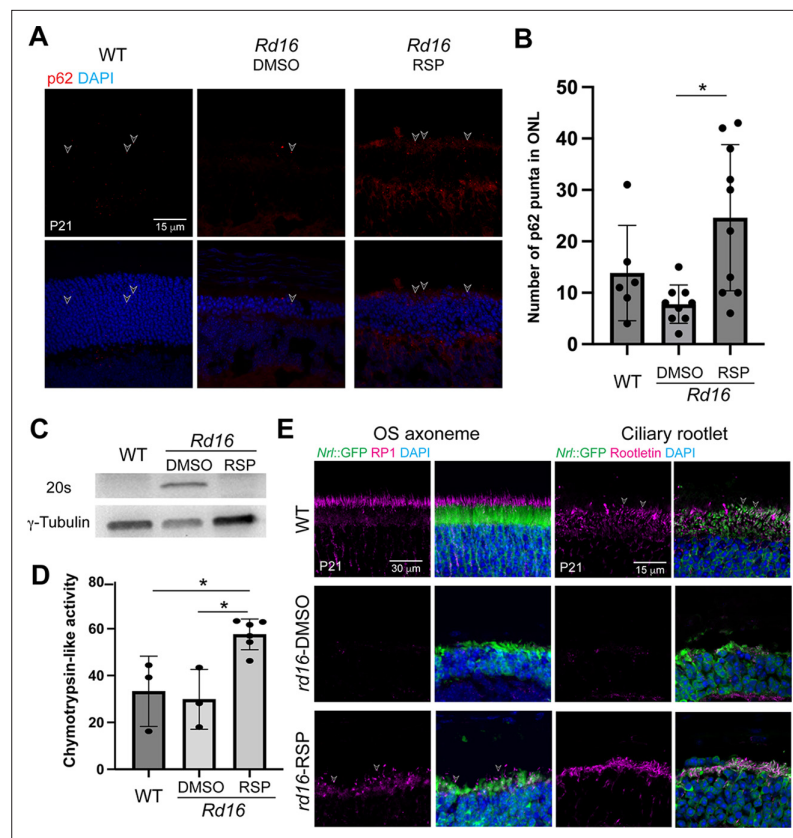 A
WT
Rd16
DMSO
Rd16
RSP
p62 DAPI
P21
15 μm
B
*
Number of p62 punta in ONL
50
40
30
20
10
0
WT
DMSO
RSP
Rd16
C
WT
Rd16
DMSO
RSP
20s
γ-Tubulin
D
Chymotrypsin-like activity
80
60
40
20
0
*
*
WT
DMSO
RSP
Rd16
E
OS axoneme
Ciliary rootlet
Nrl::GFP RP1 DAPI
Nrl::GFP Rootletin DAPI
WT
P21
30 μm
P21
15 μm
rd16-DMSO
rd16-RSP